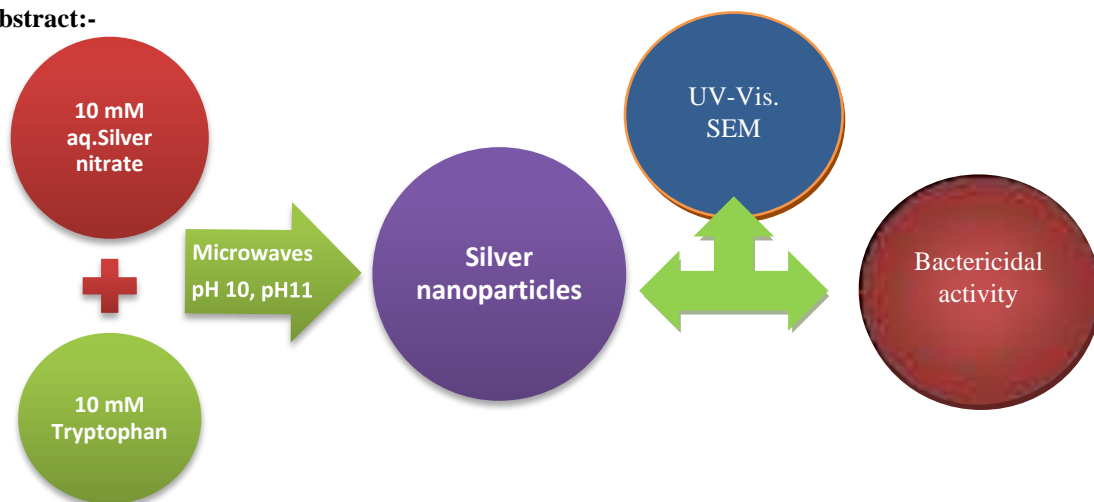 bstract:-
10 mM
aq.Silver
nitrate
Microwaves
pH 10, pH11
10 mM
Tryptophan
Silver
nanoparticles
UV-Vis.
SEM
Bactericidal
activity